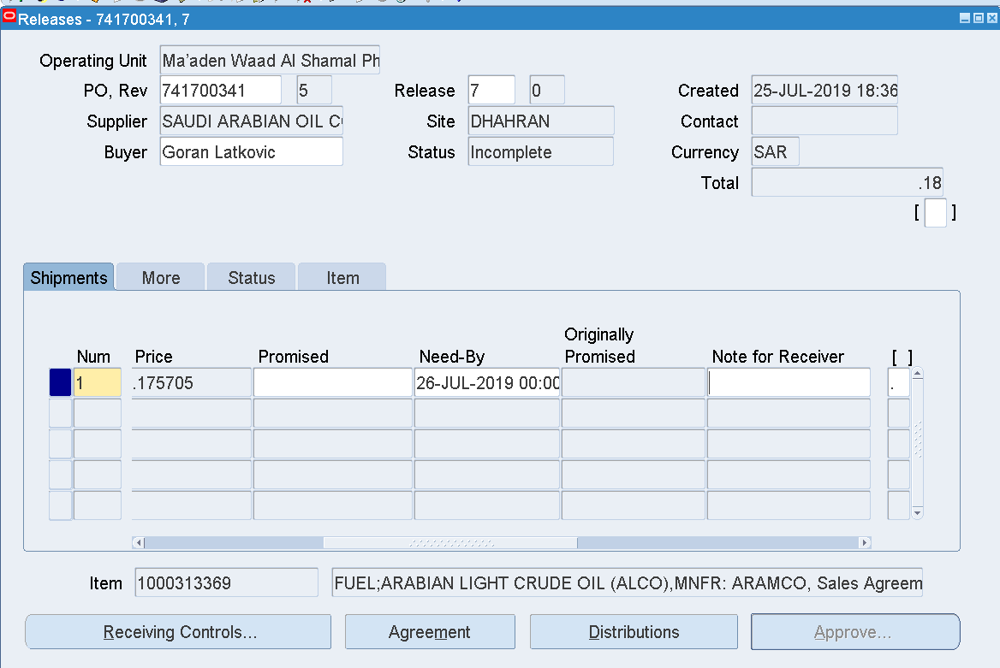 Releases - 741700341, 7
Operating Unit Ma'aden Waad Al Shamal Ph
PO, Rev 741700341 5 Release 7 0 Created 25-JUL-2019 18:36
Supplier SAUDI ARABIAN OIL C Site DHAHRAN Contact
Buyer Goran Latkovic Status Incomplete Currency SAR
Total .18
[ ]
Shipments More Status Item
Originally
Num Price Promised Need-By Promised Note for Receiver [ ]
1 .175705 26-JUL-2019 00:00 .
Item 1000313369 FUEL;ARABIAN LIGHT CRUDE OIL (ALCO),MNFR: ARAMCO, Sales Agreem
Receiving Controls... Agreement Distributions Approve...